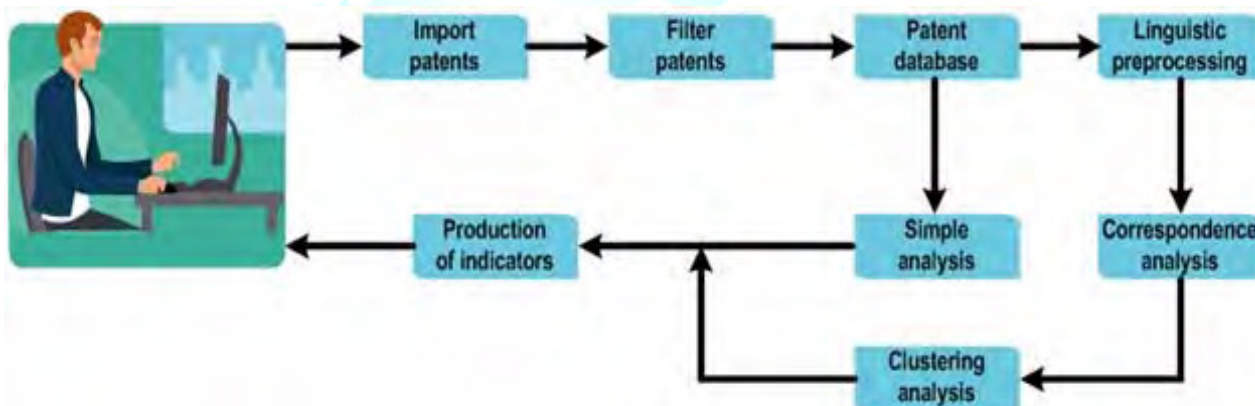 Import
patents
Filter
patents
Patent
database
Linguistic
preprocessing
Production
of indicators
Simple
analysis
Correspondence
analysis
Clustering
analysis